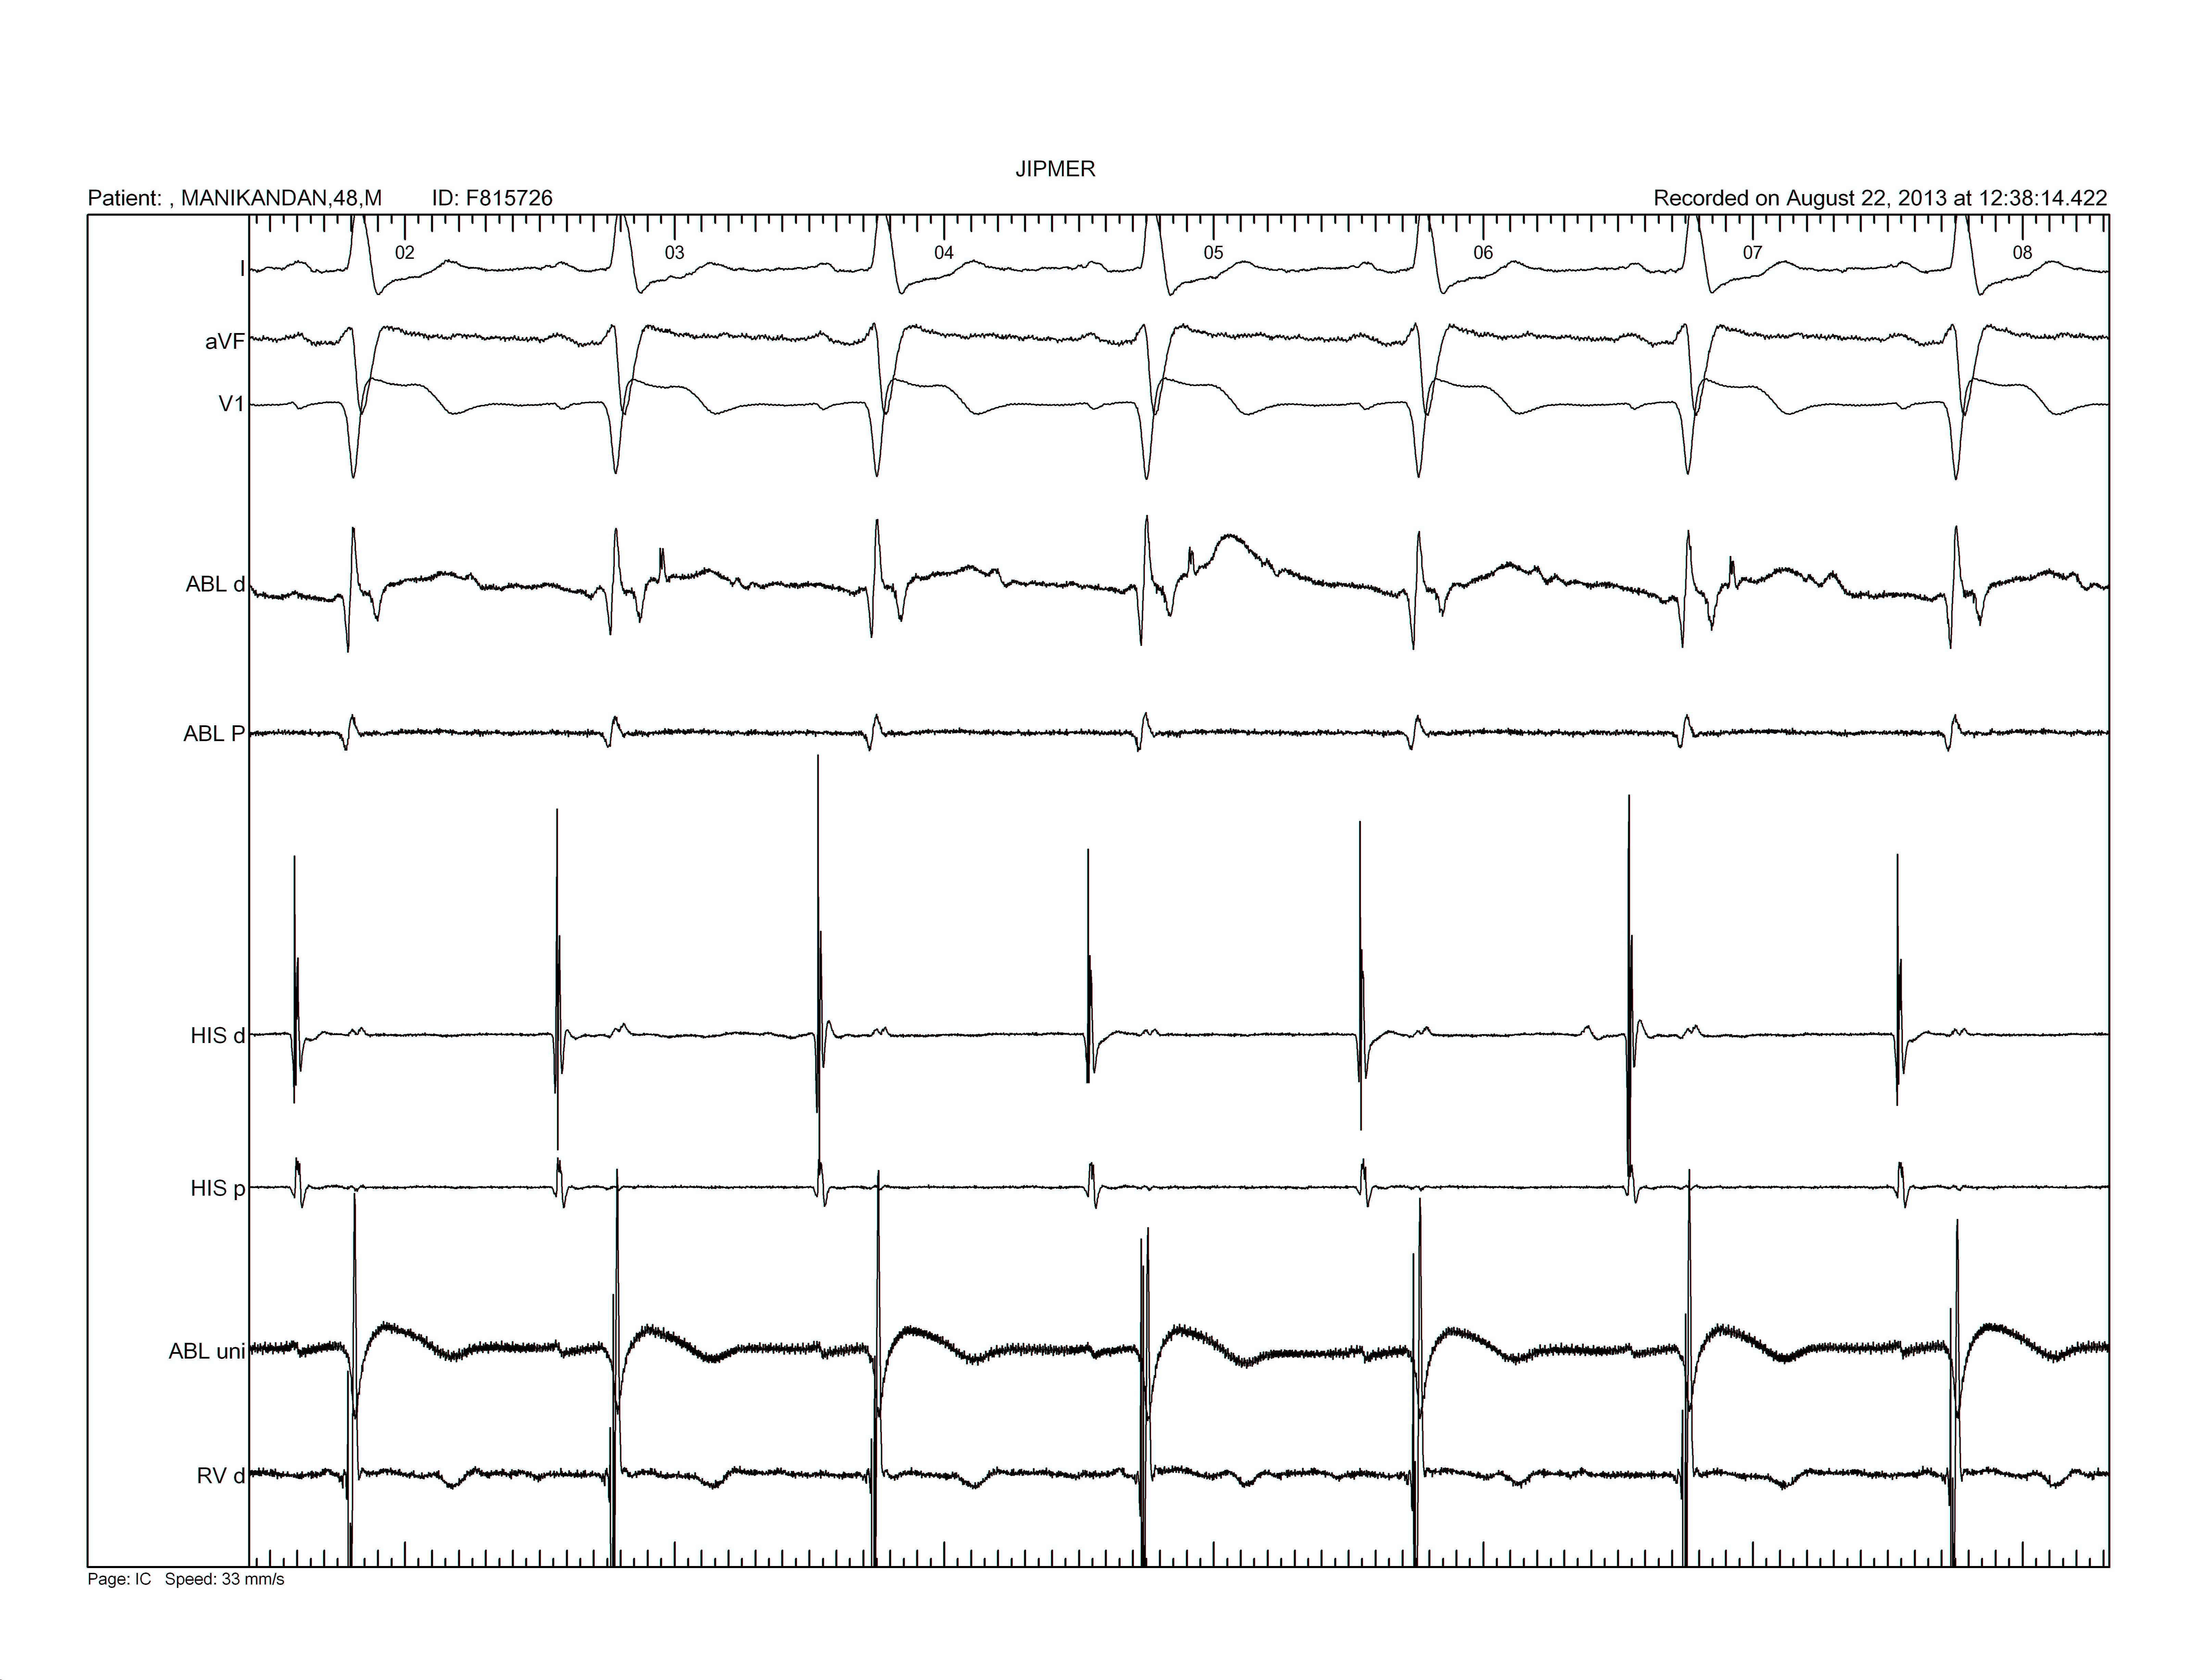 JIPMER
Patient: , MANIKANDAN,48,M ID: F815726 Recorded on August 22, 2013 at 12:38:14.422
02 03 04 05 06 07 08
I
aVF
V1
ABL d
ABL P
HIS d
HIS p
ABL uni
RV d
Page: IC Speed: 33 mm/s